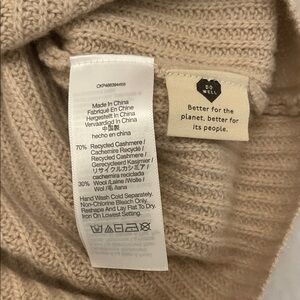 Made In China
Fabriqué En Chine
Hergestellt In China
Vervaardigd In China
中国製
hecho en china
70% Recycled Cashmere /
Cachemire Recyclé /
Recyceltem Kaschmir /
Gerecycleerd Kasjmier /
リサイクルカシミア /
cachemira reciclada
30% Wool /Laine /Wolle /
Wol /毛 /lana
Hand Wash Cold Separately.
Non-Chlorine Bleach Only.
Reshape And Lay Flat To Dry.
Iron On Lowest Setting.
DO
WELL
Better for the
planet, better for
its people.